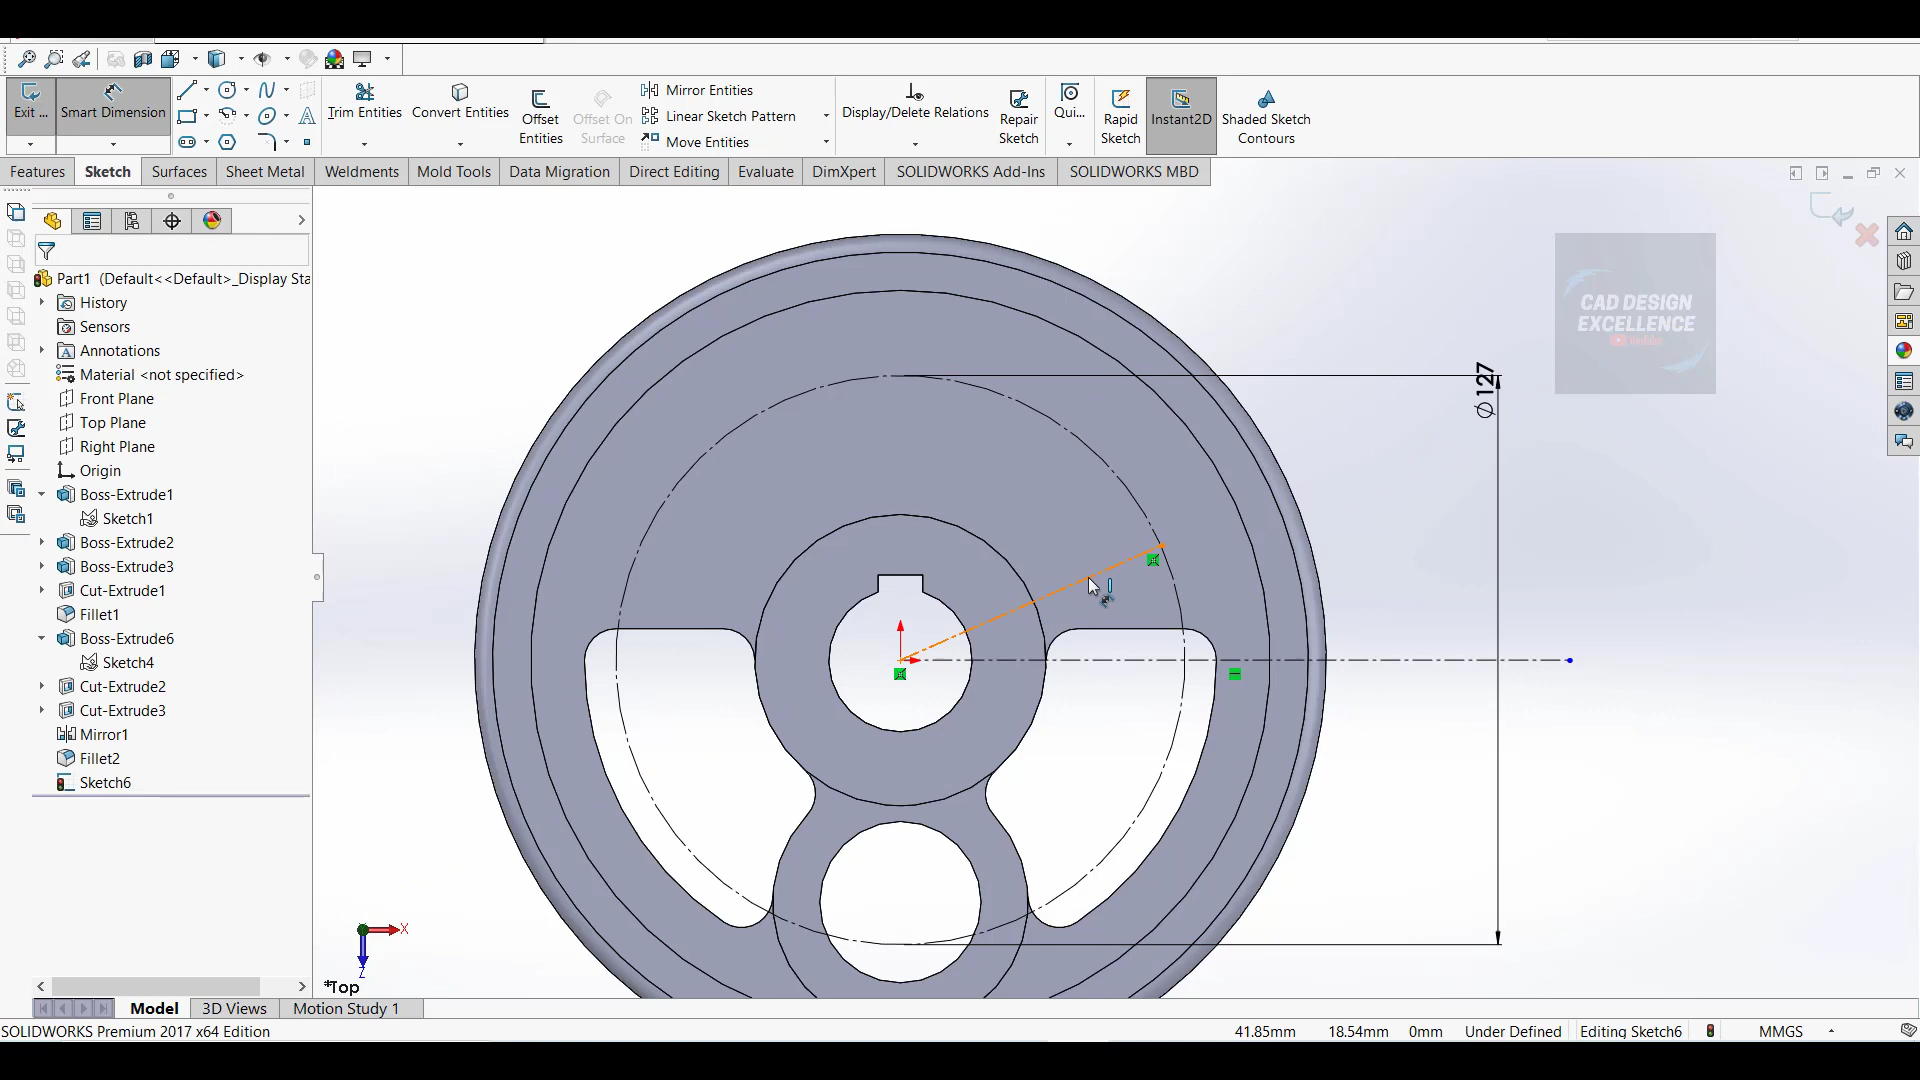 Exit ...
Smart Dimension
Trim Entities
Convert Entities
Offset Entities
Offset On Surface
Mirror Entities
Linear Sketch Pattern
Move Entities
Display/Delete Relations
Repair Sketch
Qui...
Rapid Sketch
Instant2D
Shaded Sketch Contours
Features
Sketch
Surfaces
Sheet Metal
Weldments
Mold Tools
Data Migration
Direct Editing
Evaluate
DimXpert
SOLIDWORKS Add-Ins
SOLIDWORKS MBD
Part1 (Default<<Default>_Display Sta
History
Sensors
Annotations
Material <not specified>
Front Plane
Top Plane
Right Plane
Origin
Boss-Extrude1
Sketch1
Boss-Extrude2
Boss-Extrude3
Cut-Extrude1
Fillet1
Boss-Extrude6
Sketch4
Cut-Extrude2
Cut-Extrude3
Mirror1
Fillet2
Sketch6
CAD DESIGN
EXCELLENCE
YouTube
∅127
X
Z
*Top
Model
3D Views
Motion Study 1
SOLIDWORKS Premium 2017 x64 Edition
41.85mm
18.54mm
0mm
Under Defined
Editing Sketch6
MMGS